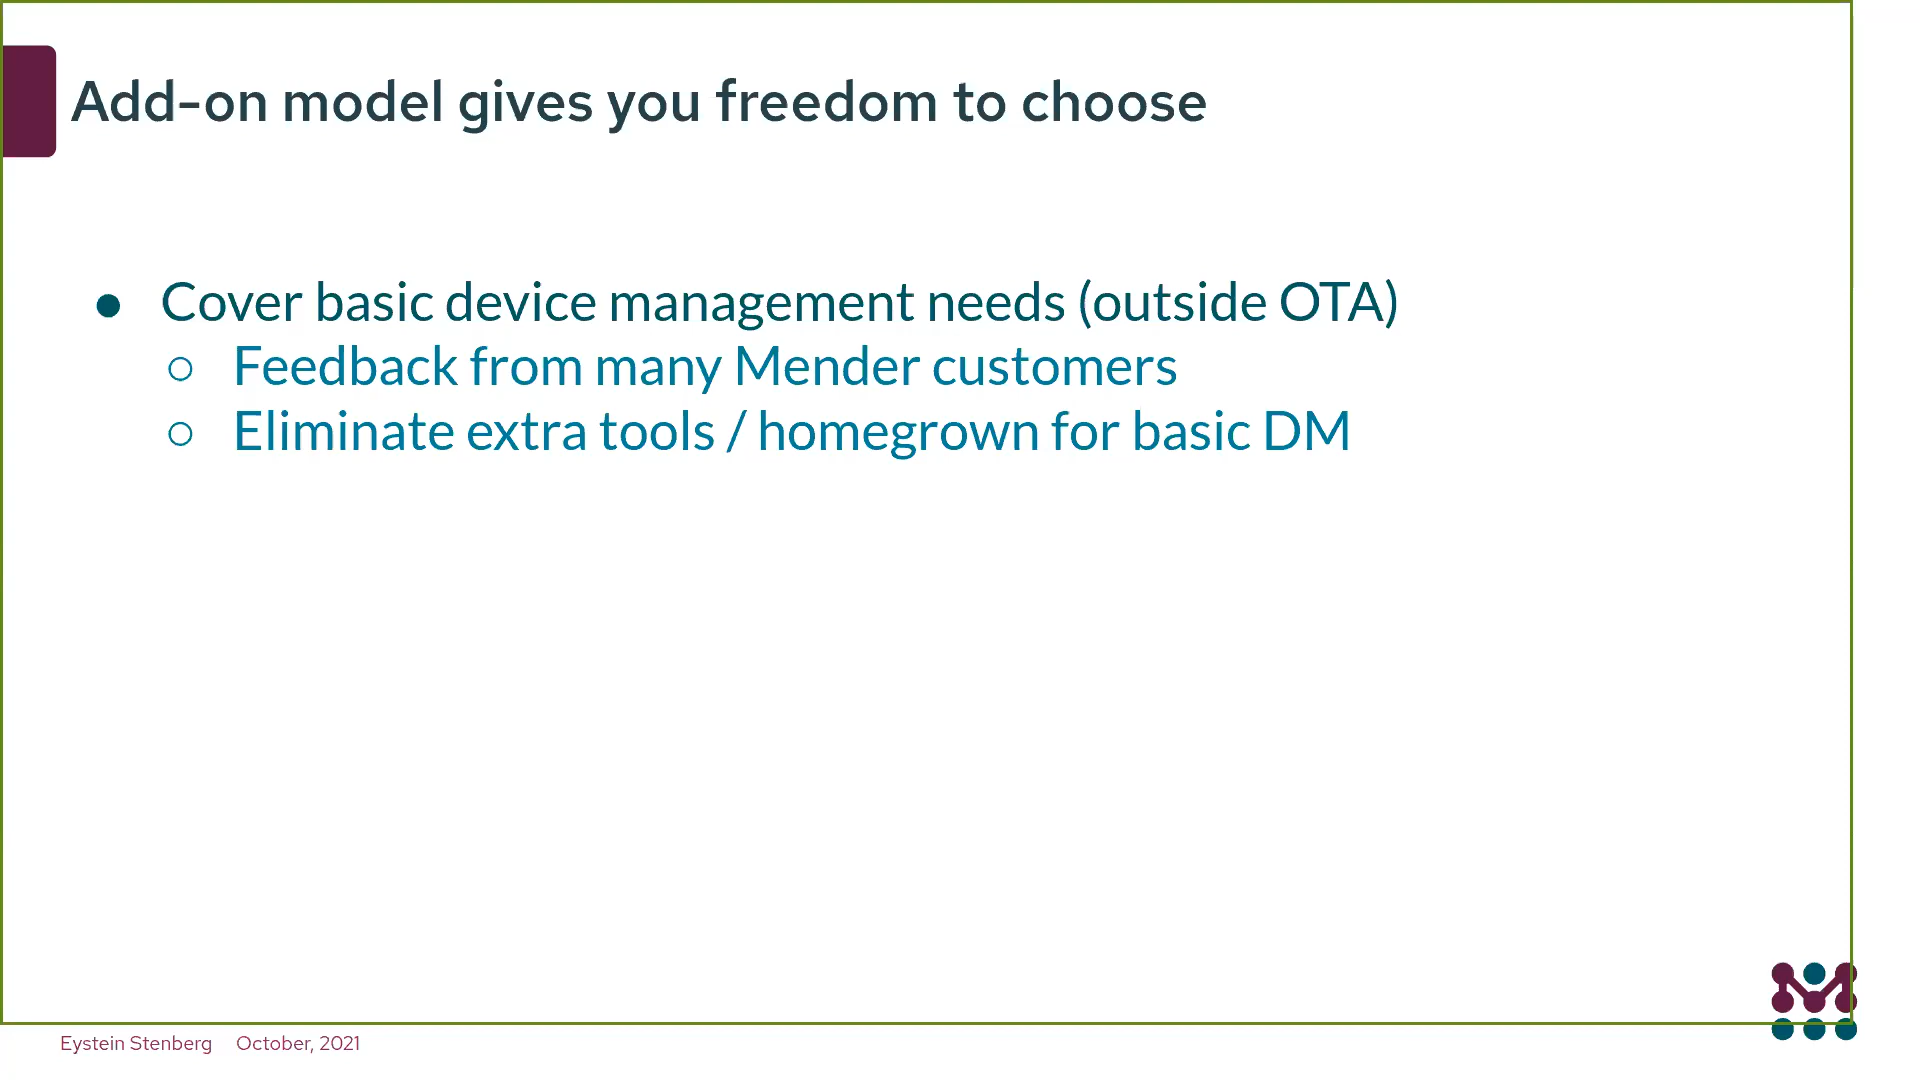 Add-on model gives you freedom to choose
● Cover basic device management needs (outside OTA)
○ Feedback from many Mender customers
○ Eliminate extra tools / homegrown for basic DM
Eystein Stenberg October, 2021